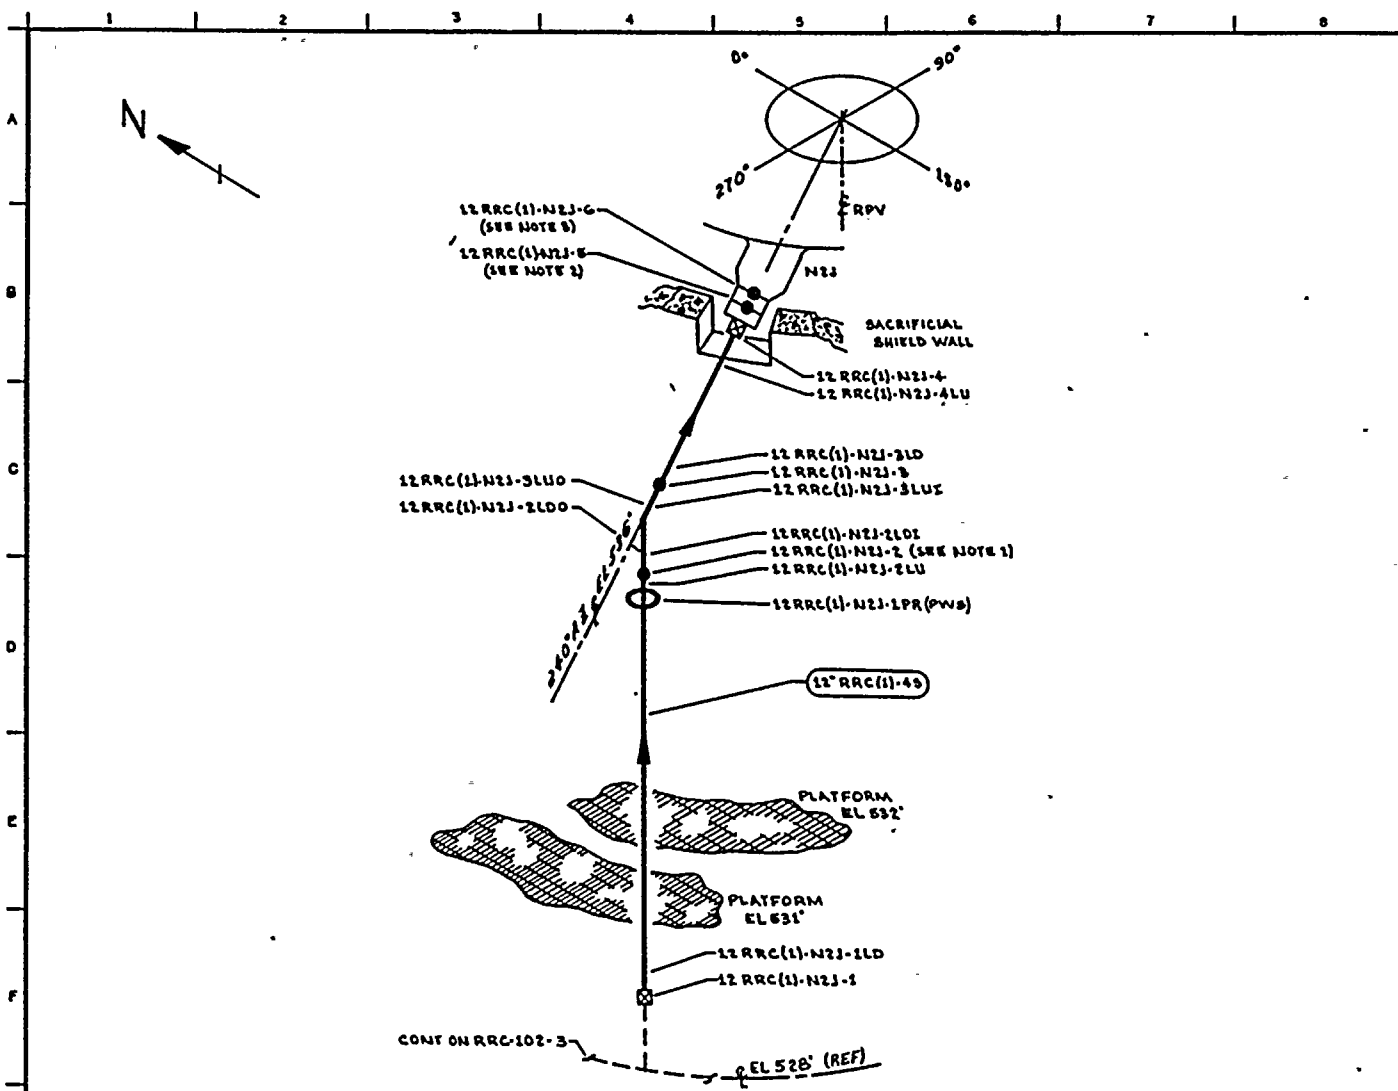 1 2 3 4 5 6 7 8
A
B
C
D
E
F
N
0°
90°
270°
180°
RPV
12 RRC(1)-N2J-6
(SEE NOTE 3)
12 RRC(1)-N2J-5
(SEE NOTE 2)
N2J
SACRIFICIAL
SHIELD WALL
12 RRC(1)-N2J-4
12 RRC(1)-N2J-4LU
12 RRC(1)-N2J-3LD
12 RRC(1)-N2J-3
12 RRC(1)-N2J-3LUI
12 RRC(1)-N2J-3LUO
12 RRC(1)-N2J-2LDO
12 RRC(1)-N2J-2LDI
12 RRC(1)-N2J-2 (SEE NOTE 1)
12 RRC(1)-N2J-2LU
12 RRC(1)-N2J-1PR (PWS)
EL 536'
12" RRC(1)-4S
PLATFORM
EL 532'
PLATFORM
EL 531'
12 RRC(1)-N2J-1LD
12 RRC(1)-N2J-1
CONT ON RRC-102-3
EL 528' (REF)